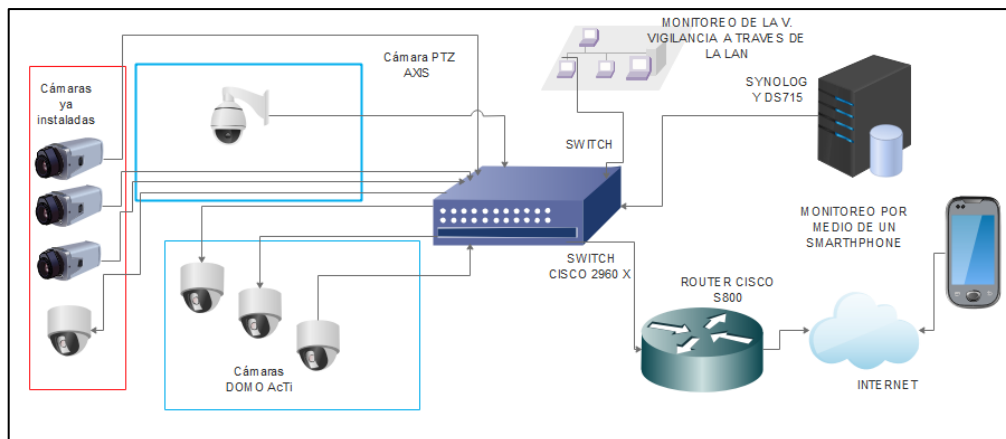 MONITOREO DE LA V.
VIGILANCIA A TRAVES DE
LA LAN
Cámara PTZ
AXIS
SYNOLOG
Y DS715
Cámaras
ya
instaladas
SWITCH
MONITOREO POR
MEDIO DE UN
SMARTHPHONE
SWITCH
CISCO 2960 X
ROUTER CISCO
S800
Cámaras
DOMO AcTi
INTERNET